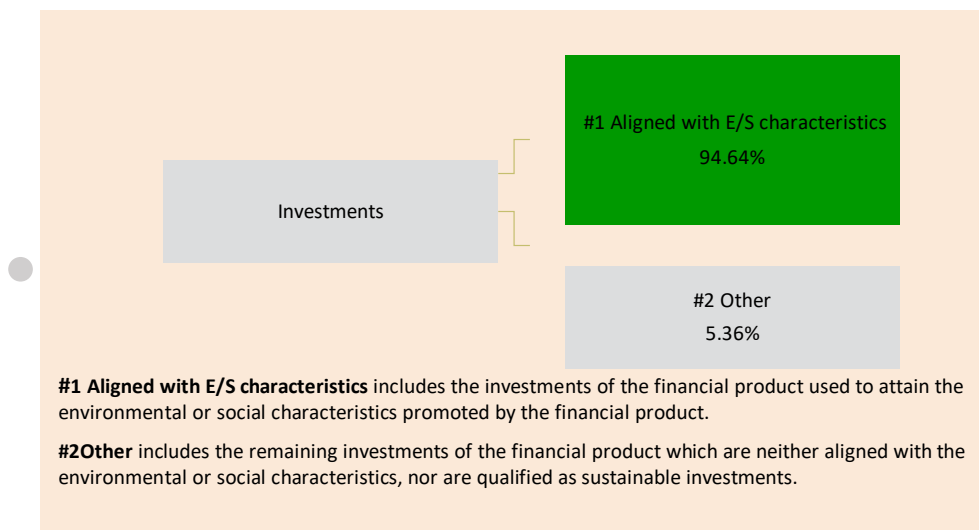 #1 Aligned with E/S characteristics
94.64%
Investments
#2 Other
5.36%
#1 Aligned with E/S characteristics includes the investments of the financial product used to attain the
environmental or social characteristics promoted by the financial product.
#2Other includes the remaining investments of the financial product which are neither aligned with the
environmental or social characteristics, nor are qualified as sustainable investments.